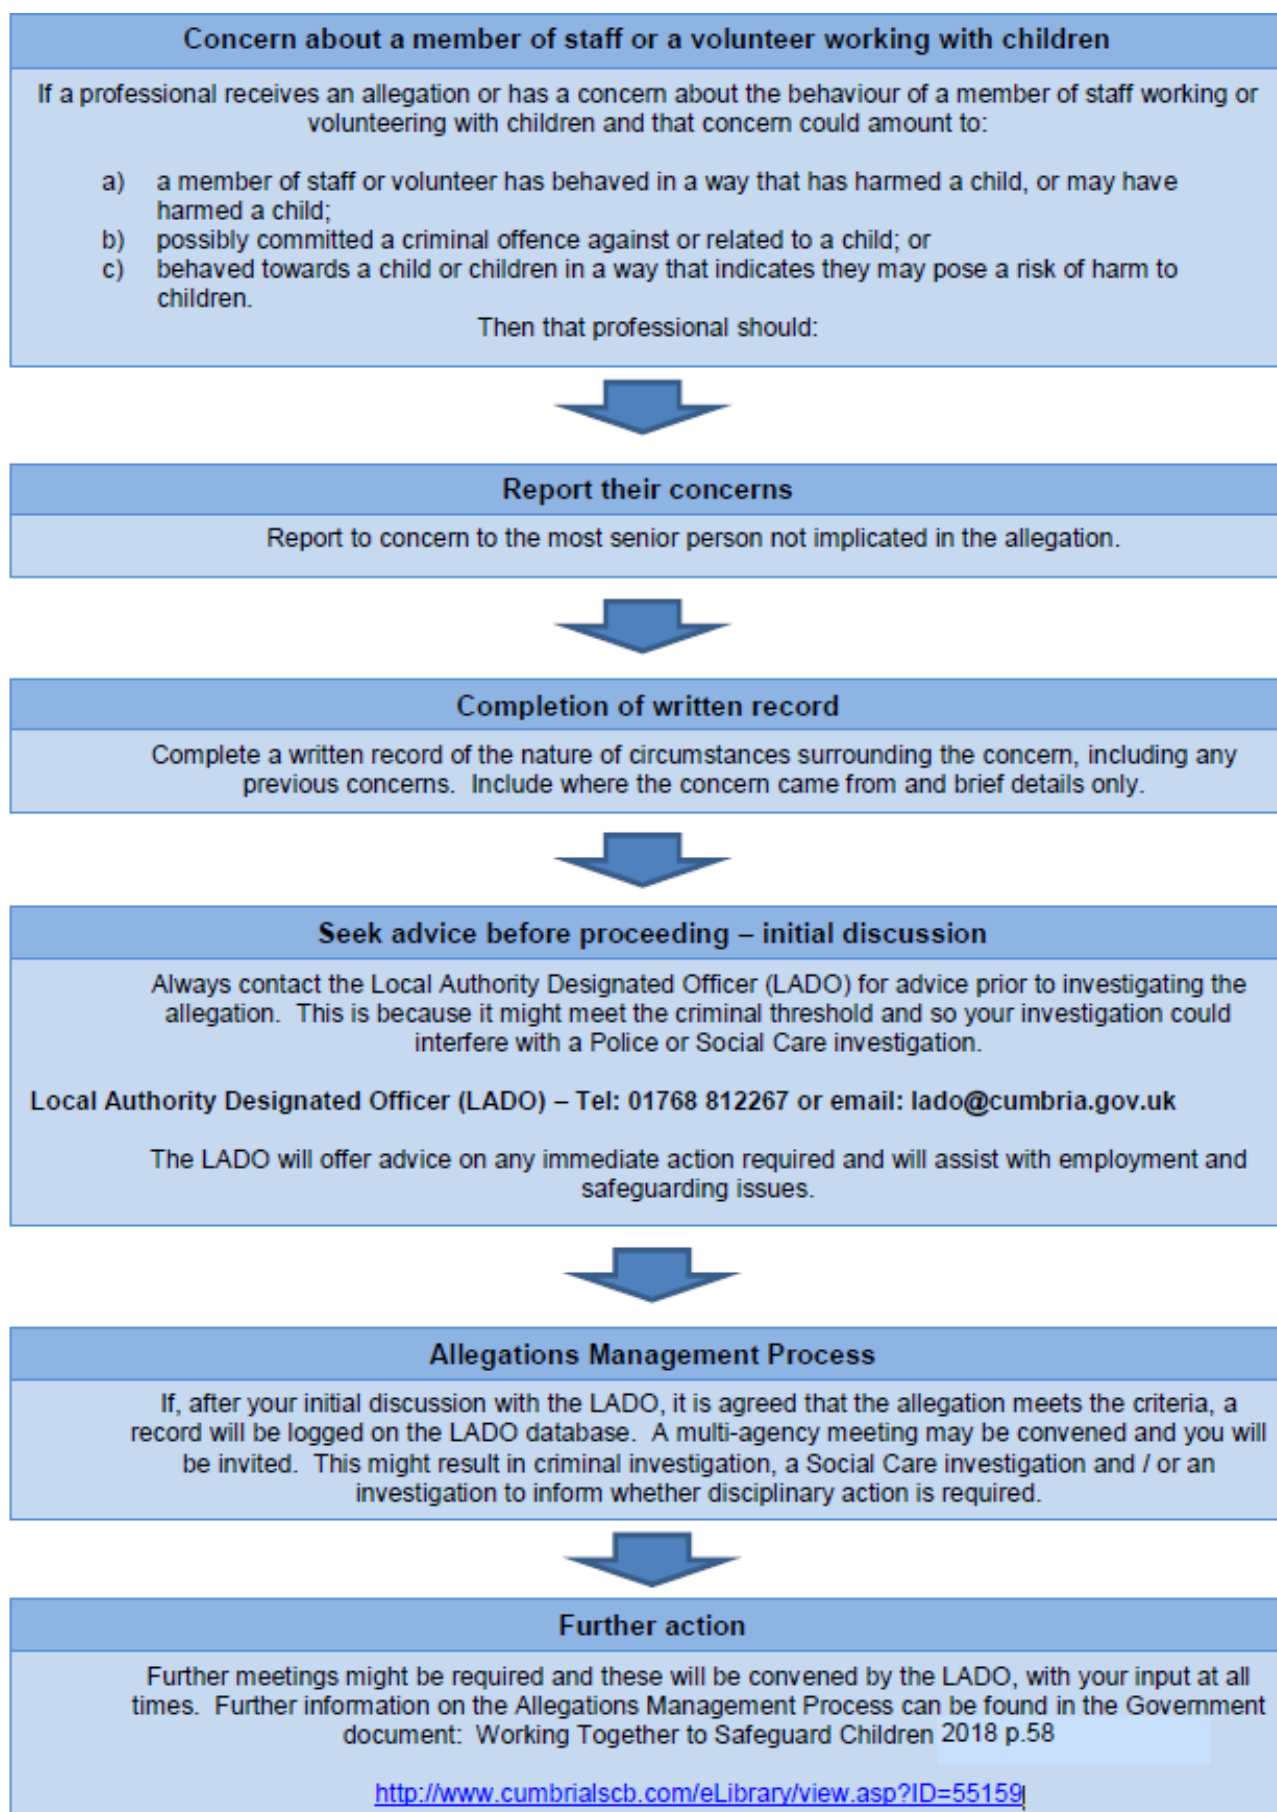 Concern about a member of staff or a volunteer working with children
If a professional receives an allegation or has a concern about the behaviour of a member of staff working or
volunteering with children and that concern could amount to:
a) a member of staff or volunteer has behaved in a way that has harmed a child, or may have
harmed a child;
b) possibly committed a criminal offence against or related to a child; or
c) behaved towards a child or children in a way that indicates they may pose a risk of harm to
children.
Then that professional should:
Report their concerns
Report to concern to the most senior person not implicated in the allegation.
Completion of written record
Complete a written record of the nature of circumstances surrounding the concern, including any
previous concerns. Include where the concern came from and brief details only.
Seek advice before proceeding – initial discussion
Always contact the Local Authority Designated Officer (LADO) for advice prior to investigating the
allegation. This is because it might meet the criminal threshold and so your investigation could
interfere with a Police or Social Care investigation.
Local Authority Designated Officer (LADO) – Tel: 01768 812267 or email: lado@cumbria.gov.uk
The LADO will offer advice on any immediate action required and will assist with employment and
safeguarding issues.
Allegations Management Process
If, after your initial discussion with the LADO, it is agreed that the allegation meets the criteria, a
record will be logged on the LADO database. A multi-agency meeting may be convened and you will
be invited. This might result in criminal investigation, a Social Care investigation and / or an
investigation to inform whether disciplinary action is required.
Further action
Further meetings might be required and these will be convened by the LADO, with your input at all
times. Further information on the Allegations Management Process can be found in the Government
document: Working Together to Safeguard Children 2018 p.58
http://www.cumbrialscb.com/eLibrary/view.asp?ID=55159